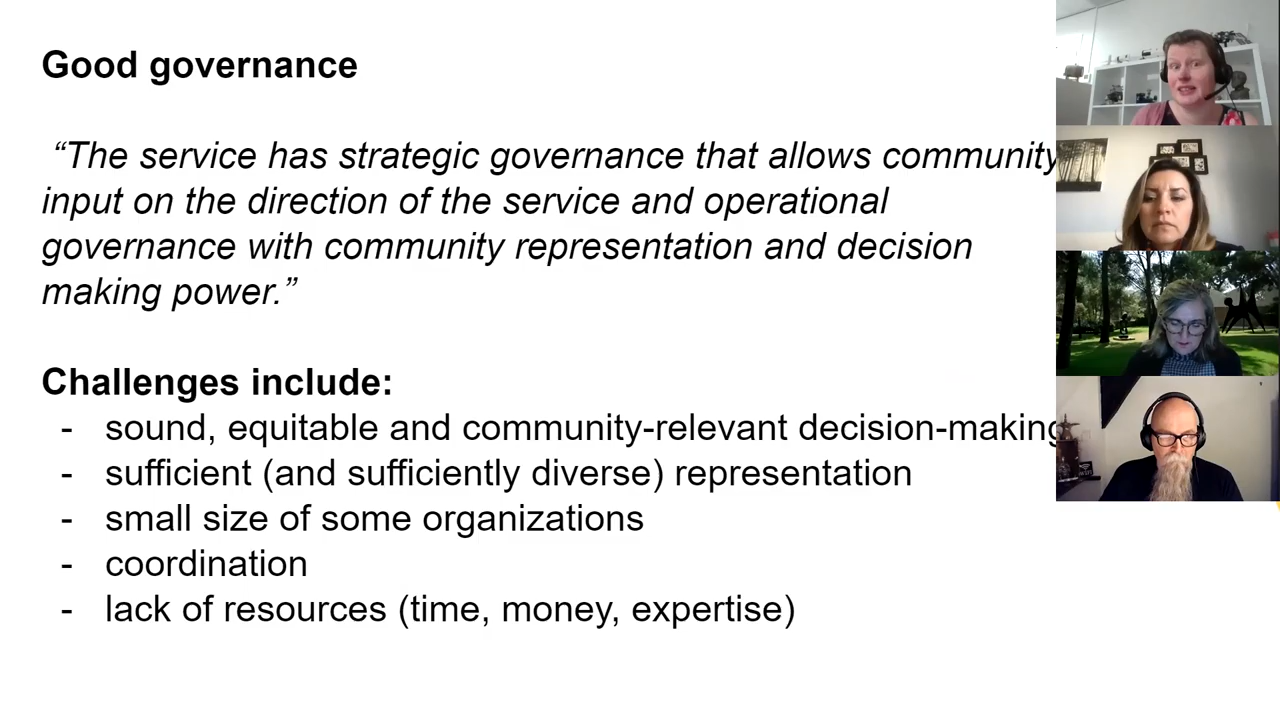 Good governance
“The service has strategic governance that allows community
input on the direction of the service and operational
governance with community representation and decision
making power.”
Challenges include:
- sound, equitable and community-relevant decision-making
- sufficient (and sufficiently diverse) representation
- small size of some organizations
- coordination
- lack of resources (time, money, expertise)